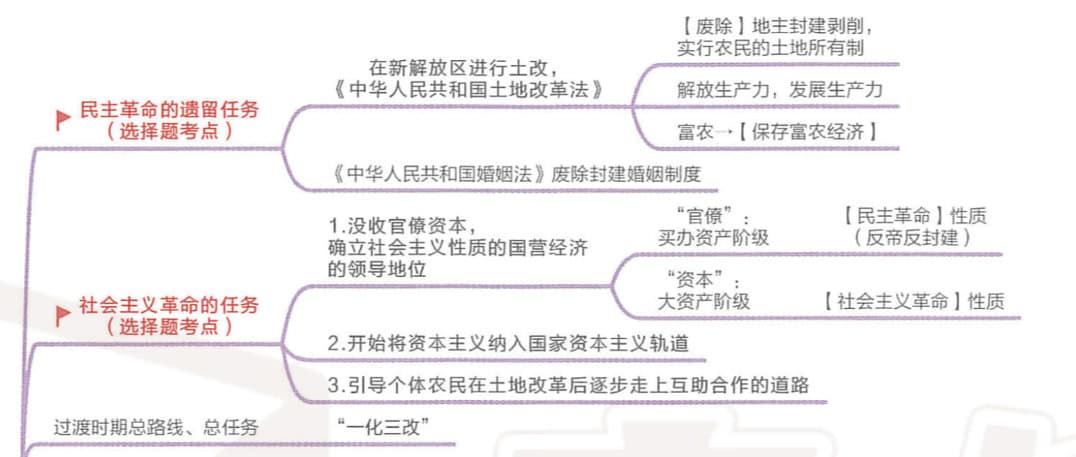 民主革命的遗留任务
（选择题考点）
在新解放区进行土改，
《中华人民共和国土地改革法》
【废除】地主封建剥削，
实行农民的土地所有制
解放生产力，发展生产力
富农→【保存富农经济】
《中华人民共和国婚姻法》废除封建婚姻制度
社会主义革命的任务
（选择题考点）
1.没收官僚资本，
确立社会主义性质的国营经济
的领导地位
“官僚”：
买办资产阶级
【民主革命】性质
（反帝反封建）
“资本”：
大资产阶级
【社会主义革命】性质
2.开始将资本主义纳入国家资本主义轨道
3.引导个体农民在土地改革后逐步走上互助合作的道路
过渡时期总路线、总任务
“一化三改”